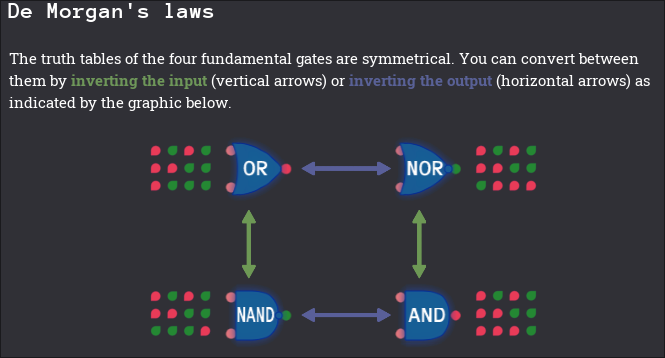 De Morgan's laws
The truth tables of the four fundamental gates are symmetrical. You can convert between
them by inverting the input (vertical arrows) or inverting the output (horizontal arrows) as
indicated by the graphic below.
OR
NOR
NAND
AND